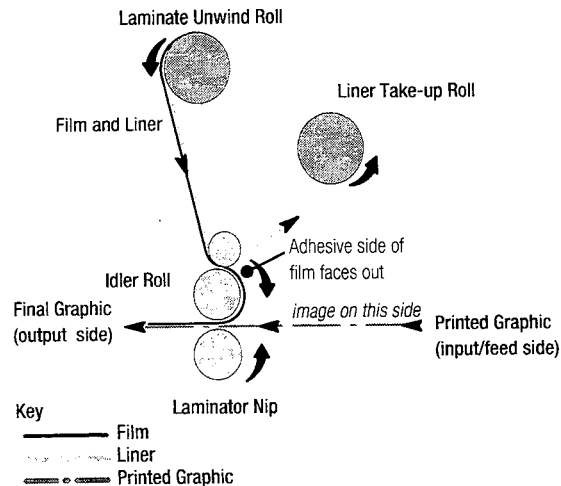 Laminate Unwind Roll
Liner Take-up Roll
Film and Liner
Adhesive side of
film faces out
Idler Roll
image on this side
Final Graphic
(output side)
Printed Graphic
(input/feed side)
Laminator Nip
Key
Film
Liner
Printed Graphic